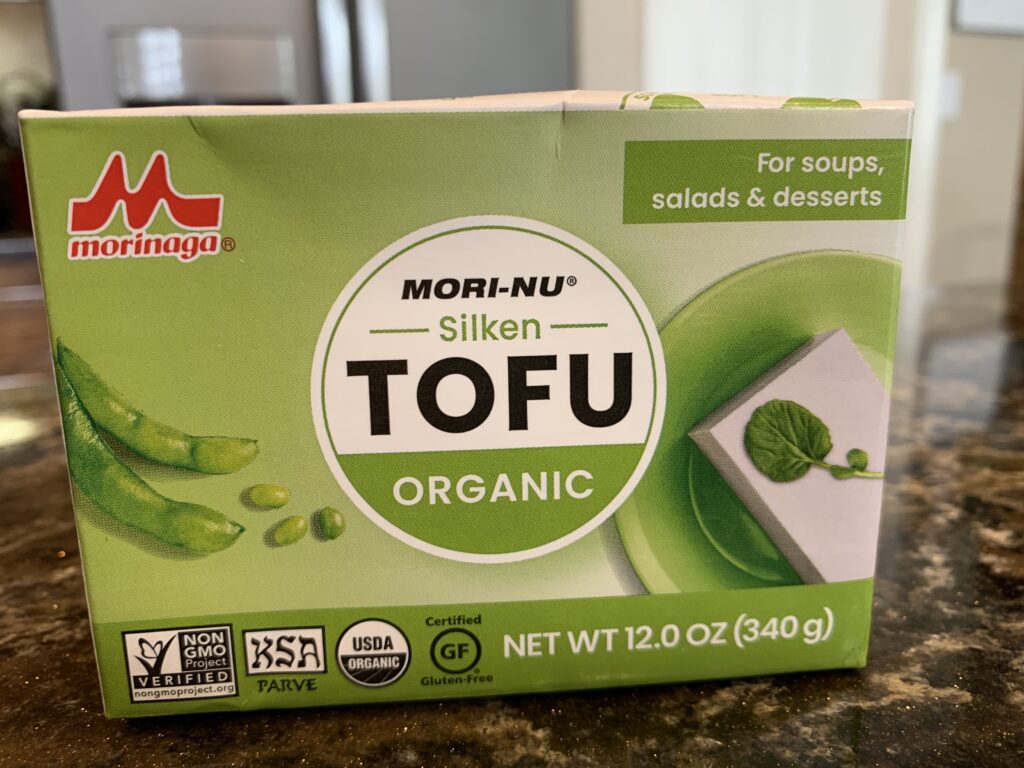 morinaga®
For soups,
salads & desserts
MORI-NU®
Silken
TOFU
ORGANIC
NON
GMO
Project
VERIFIED
nongmoproject.org
KSA
PARVE
USDA
ORGANIC
Certified
GF
Gluten-Free
NET WT 12.0 OZ (340 g)